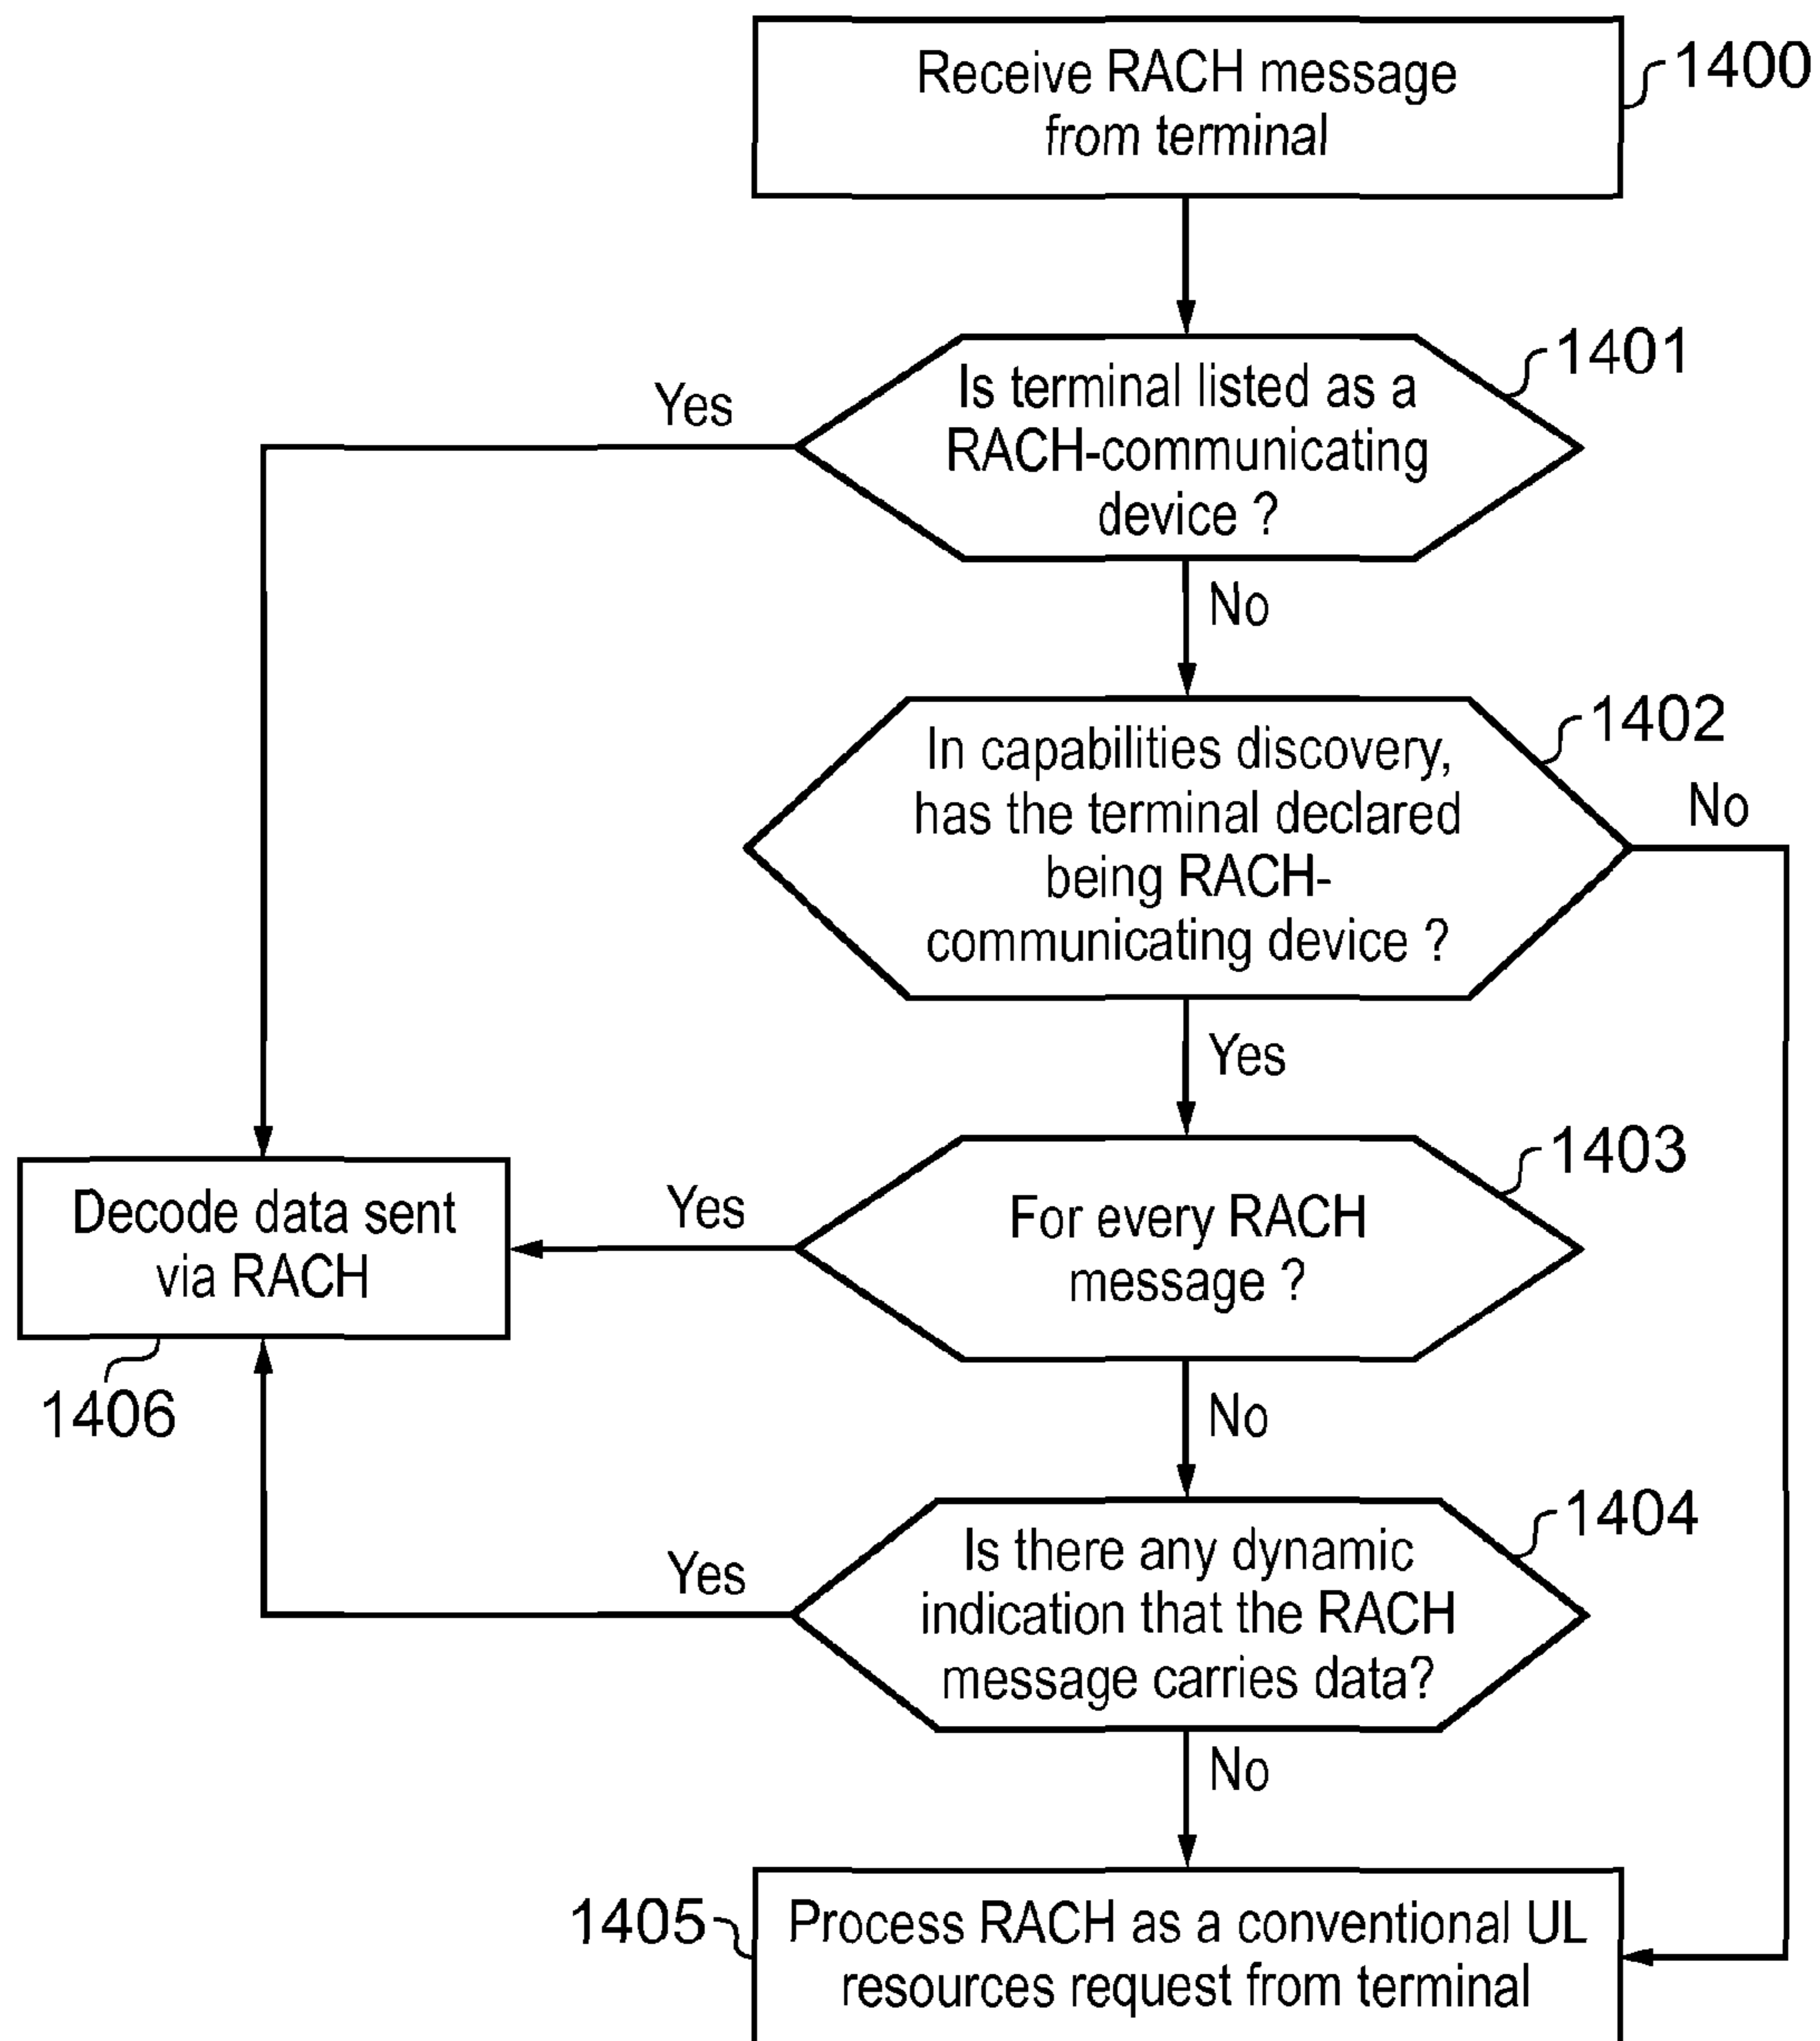 Receive RACH message
from terminal
1400
Is terminal listed as a
RACH-communicating
device ?
1401
Yes
No
In capabilities discovery,
has the terminal declared
being RACH-
communicating device ?
1402
No
Yes
For every RACH
message ?
1403
Yes
Decode data sent
via RACH
1406
No
Is there any dynamic
indication that the RACH
message carries data?
1404
Yes
No
1405
Process RACH as a conventional UL
resources request from terminal